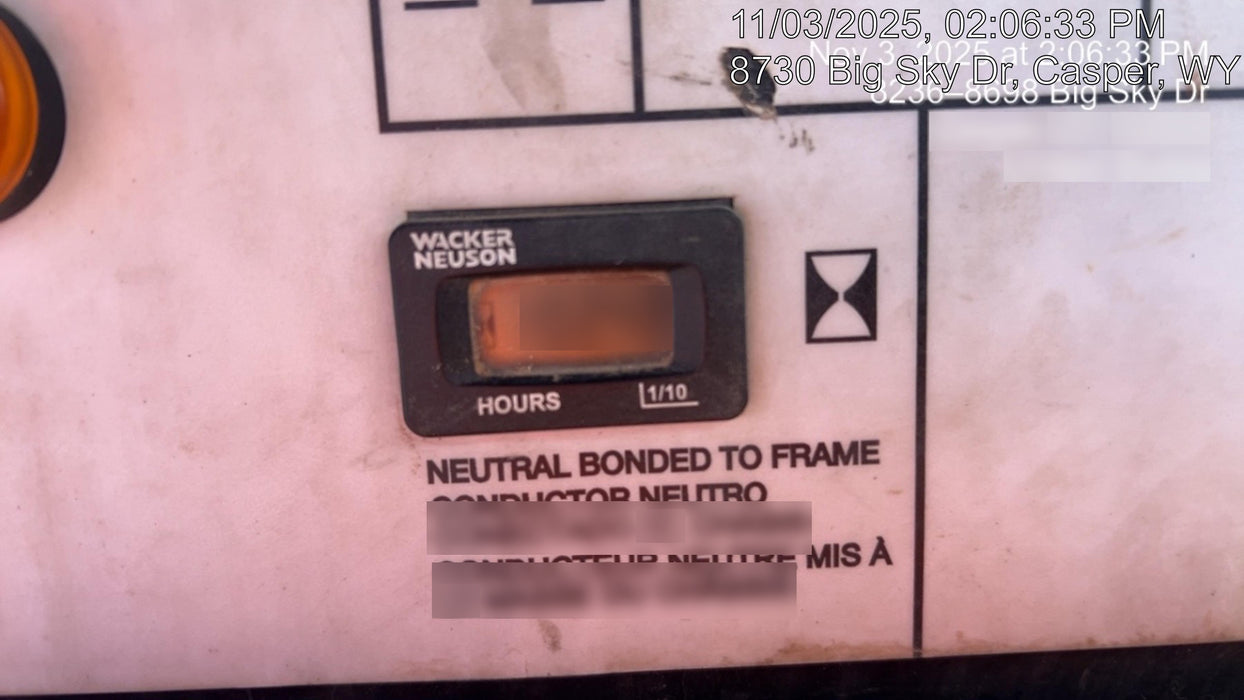 11/03/2025, 02:06:33 PM
Nov 3, 2025 at 2:06:33 PM
8730 Big Sky Dr, Casper, WY
8236–8698 Big Sky Dr
WACKER
NEUSON
HOURS 1/10
NEUTRAL BONDED TO FRAME
CONDUCTOR NEUTRO
CONDUCTEUR NEUTRE MIS À